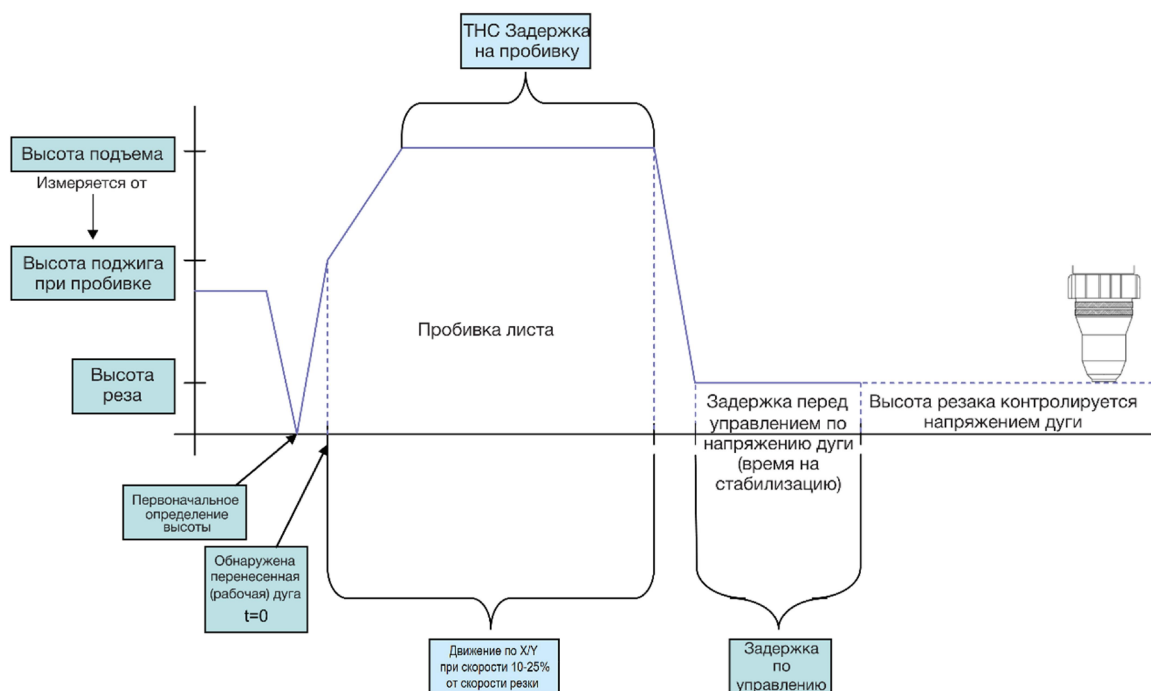 THC Задержка
на пробивку
Высота подъема
Измеряется от
Высота поджига
при пробивке
Пробивка листа
Высота
реза
Задержка перед
управлением по
напряжению дуги
(время на
стабилизацию)
Высота резака контролируется
напряжением дуги
Первоначальное
определение
высоты
Обнаружена
перенесенная
(рабочая) дуга
t=0
Движение по X/Y
при скорости 10-25%
от скорости резки
Задержка
по
управлению